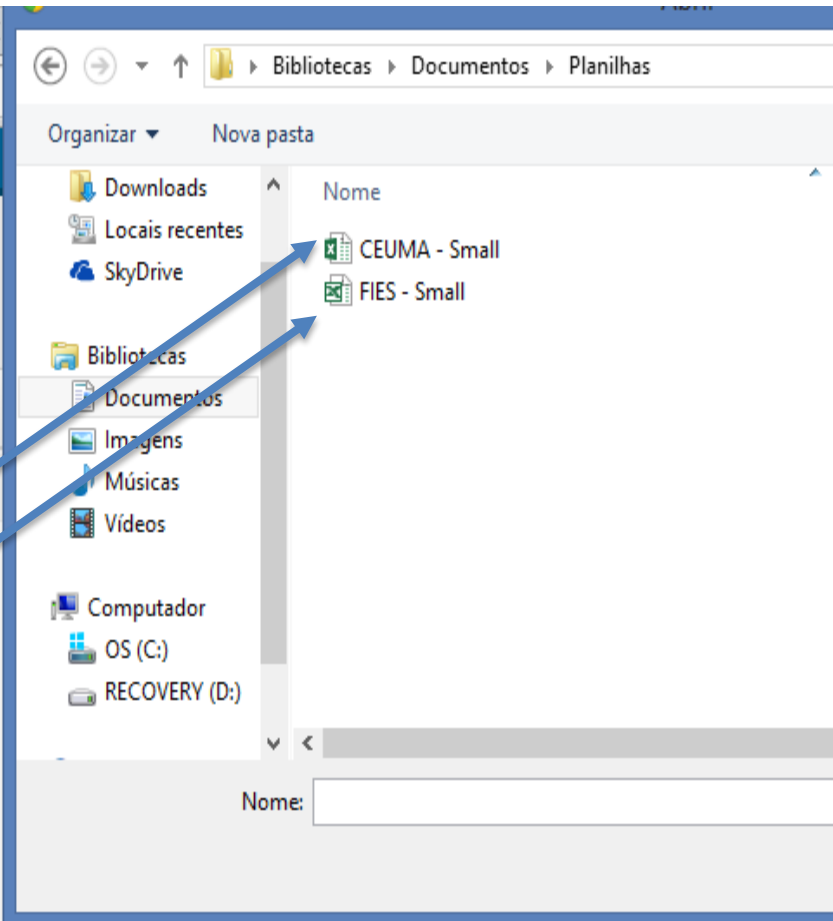 Bibliotecas Documentos Planilhas
Organizar Nova pasta
Downloads
Locais recentes
SkyDrive
Bibliotecas
Documentos
Imagens
Músicas
Vídeos
Computador
OS (C:)
RECOVERY (D:)
Nome
CEUMA - Small
FIES - Small
Nome: